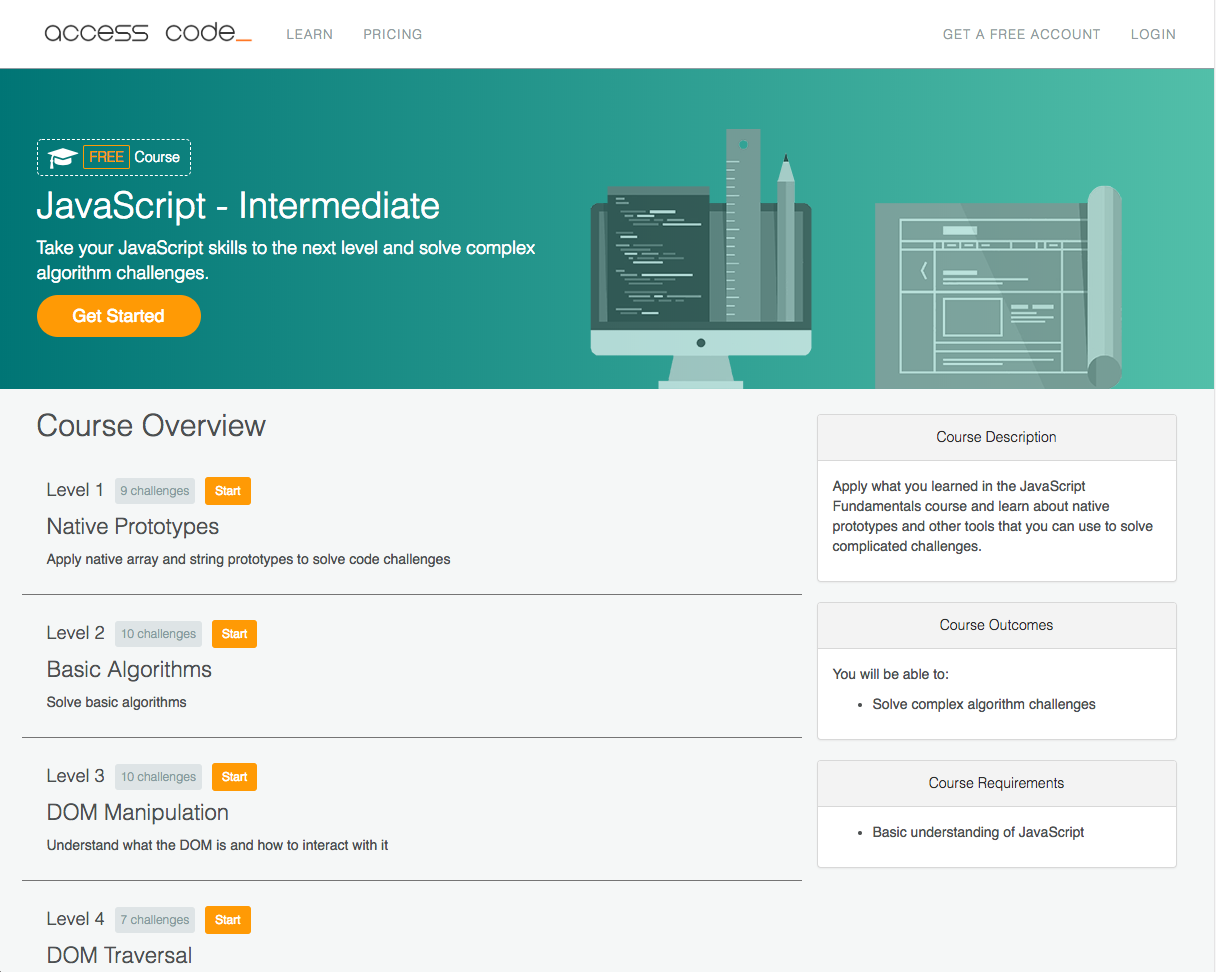 access code_ LEARN PRICING GET A FREE ACCOUNT LOGIN
FREE Course
JavaScript - Intermediate
Take your JavaScript skills to the next level and solve complex
algorithm challenges.
Get Started
Course Overview
Level 1 9 challenges Start
Native Prototypes
Apply native array and string prototypes to solve code challenges
Level 2 10 challenges Start
Basic Algorithms
Solve basic algorithms
Level 3 10 challenges Start
DOM Manipulation
Understand what the DOM is and how to interact with it
Level 4 7 challenges Start
DOM Traversal
Course Description
Apply what you learned in the JavaScript
Fundamentals course and learn about native
prototypes and other tools that you can use to solve
complicated challenges.
Course Outcomes
You will be able to:
• Solve complex algorithm challenges
Course Requirements
• Basic understanding of JavaScript